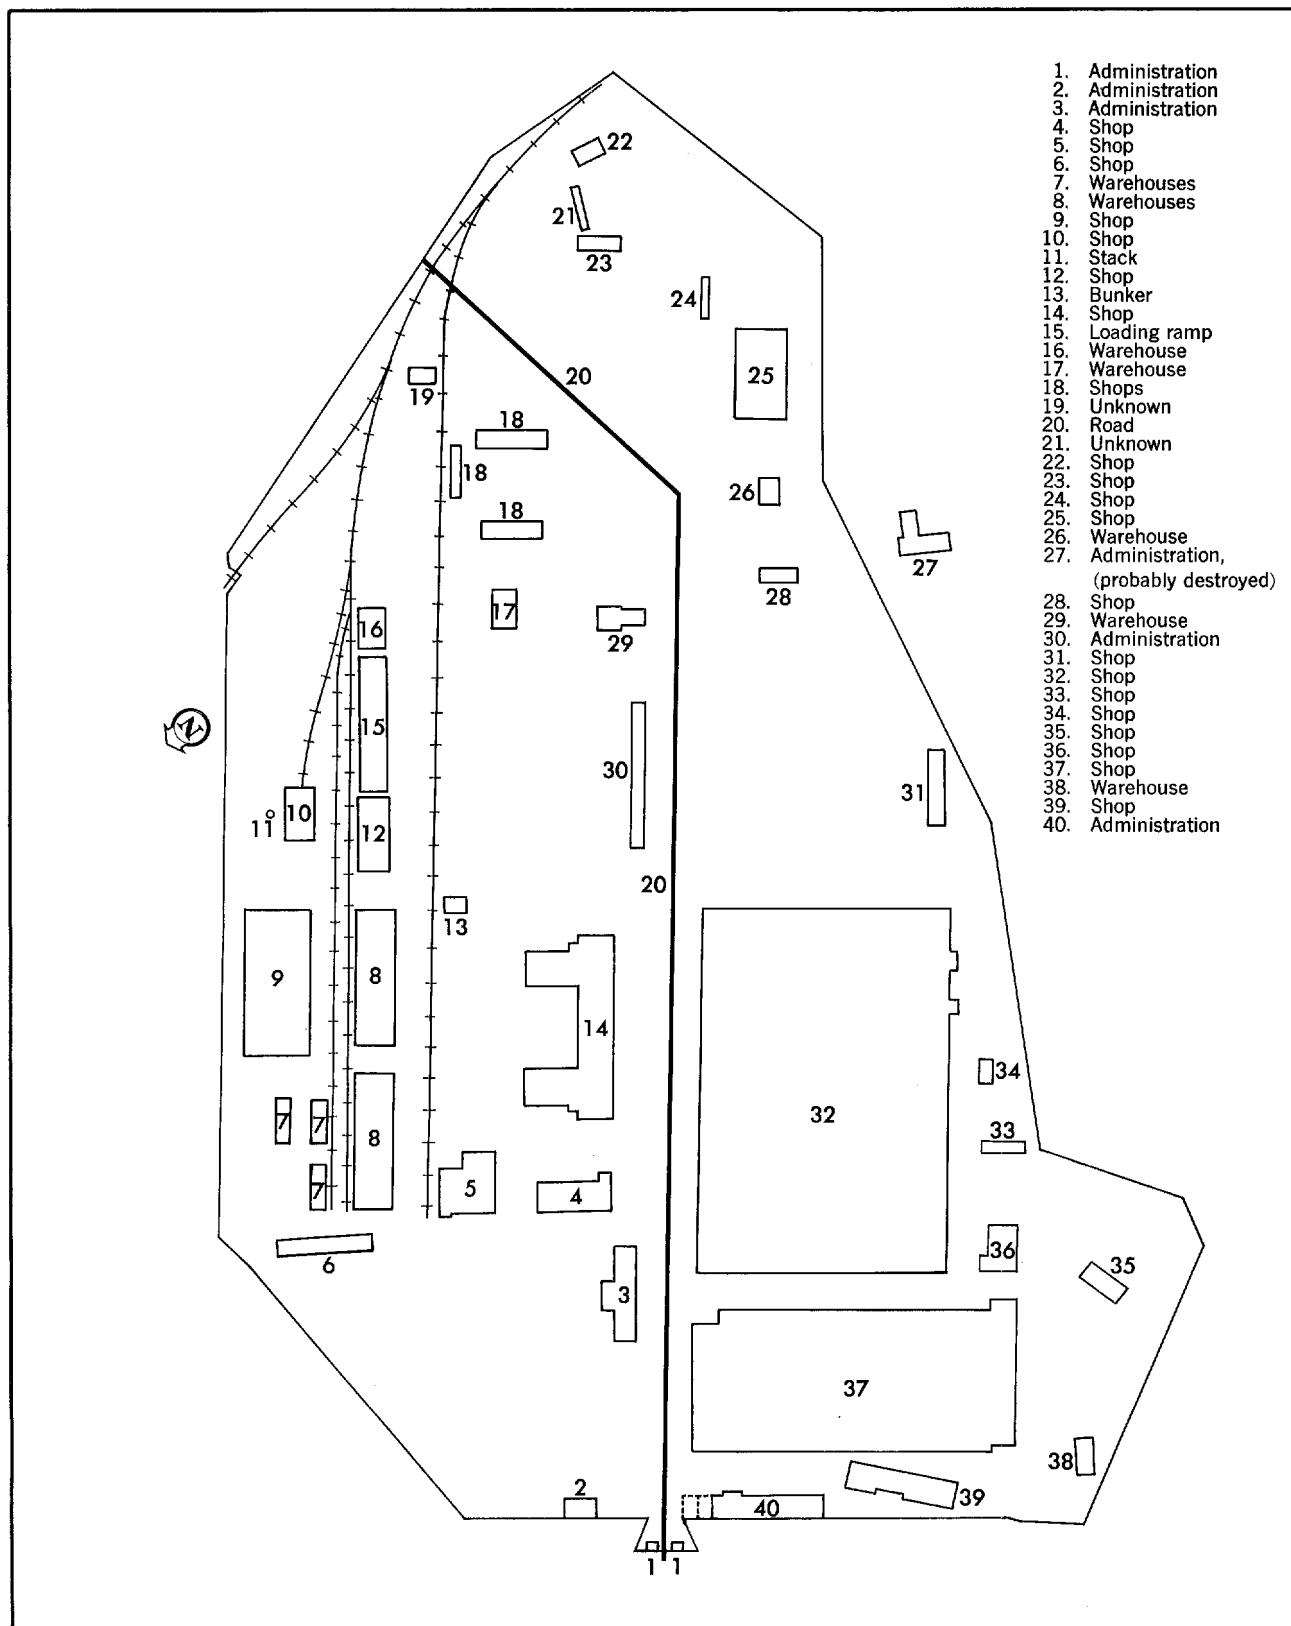 1. Administration
2. Administration
3. Administration
4. Shop
5. Shop
6. Shop
7. Warehouses
8. Warehouses
9. Shop
10. Shop
11. Stack
12. Shop
13. Bunker
14. Shop
15. Loading ramp
16. Warehouse
17. Warehouse
18. Shops
19. Unknown
20. Road
21. Unknown
22. Shop
23. Shop
24. Shop
25. Shop
26. Warehouse
27. Administration,
(probably destroyed)
28. Shop
29. Warehouse
30. Administration
31. Shop
32. Shop
33. Shop
34. Shop
35. Shop
36. Shop
37. Shop
38. Warehouse
39. Shop
40. Administration
22
21
23
24
20
25
19
18
18
26
18
27
28
17
16
29
N
15
30
31
10
11
12
20
13
9
8
14
34
32
7
7
8
33
7
5
4
36
6
35
3
37
38
2
39
40
1
1